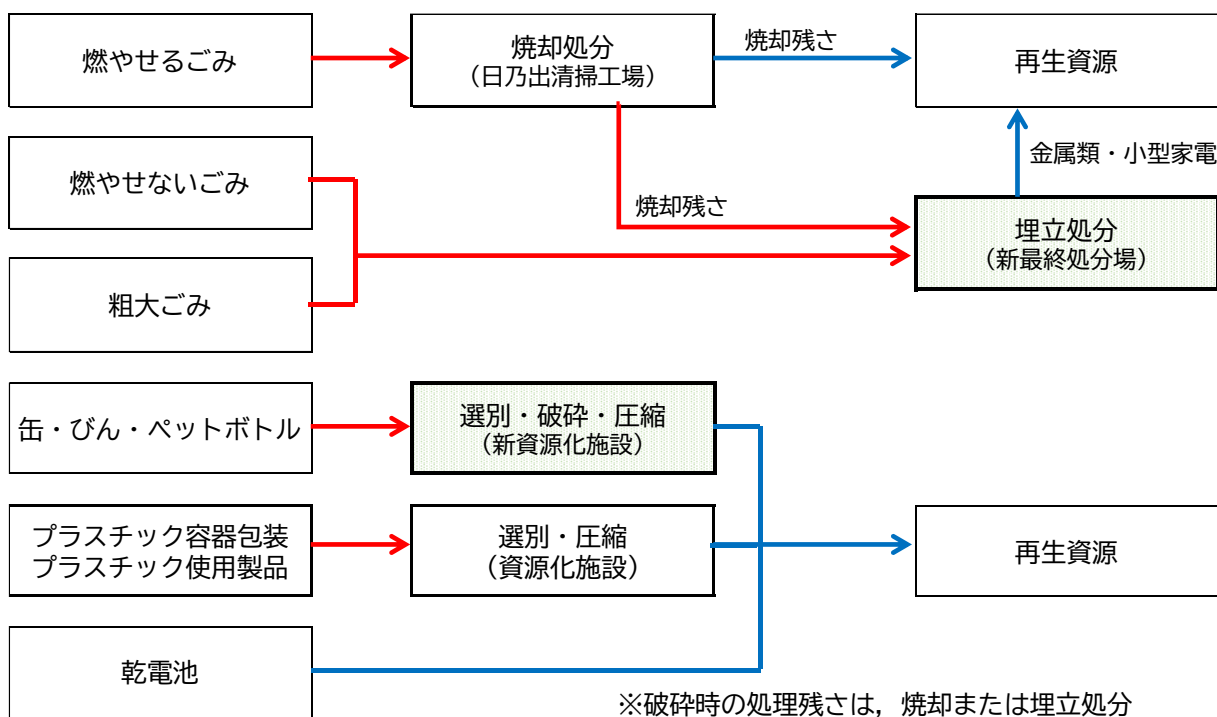 燃やせるごみ
焼却処分
（日乃出清掃工場）
焼却残さ
再生資源
燃やせないごみ
金属類・小型家電
焼却残さ
埋立処分
（新最終処分場）
粗大ごみ
缶・びん・ペットボトル
選別・破砕・圧縮
（新資源化施設）
プラスチック容器包装
プラスチック使用製品
選別・圧縮
（資源化施設）
再生資源
乾電池
※破砕時の処理残さは，焼却または埋立処分